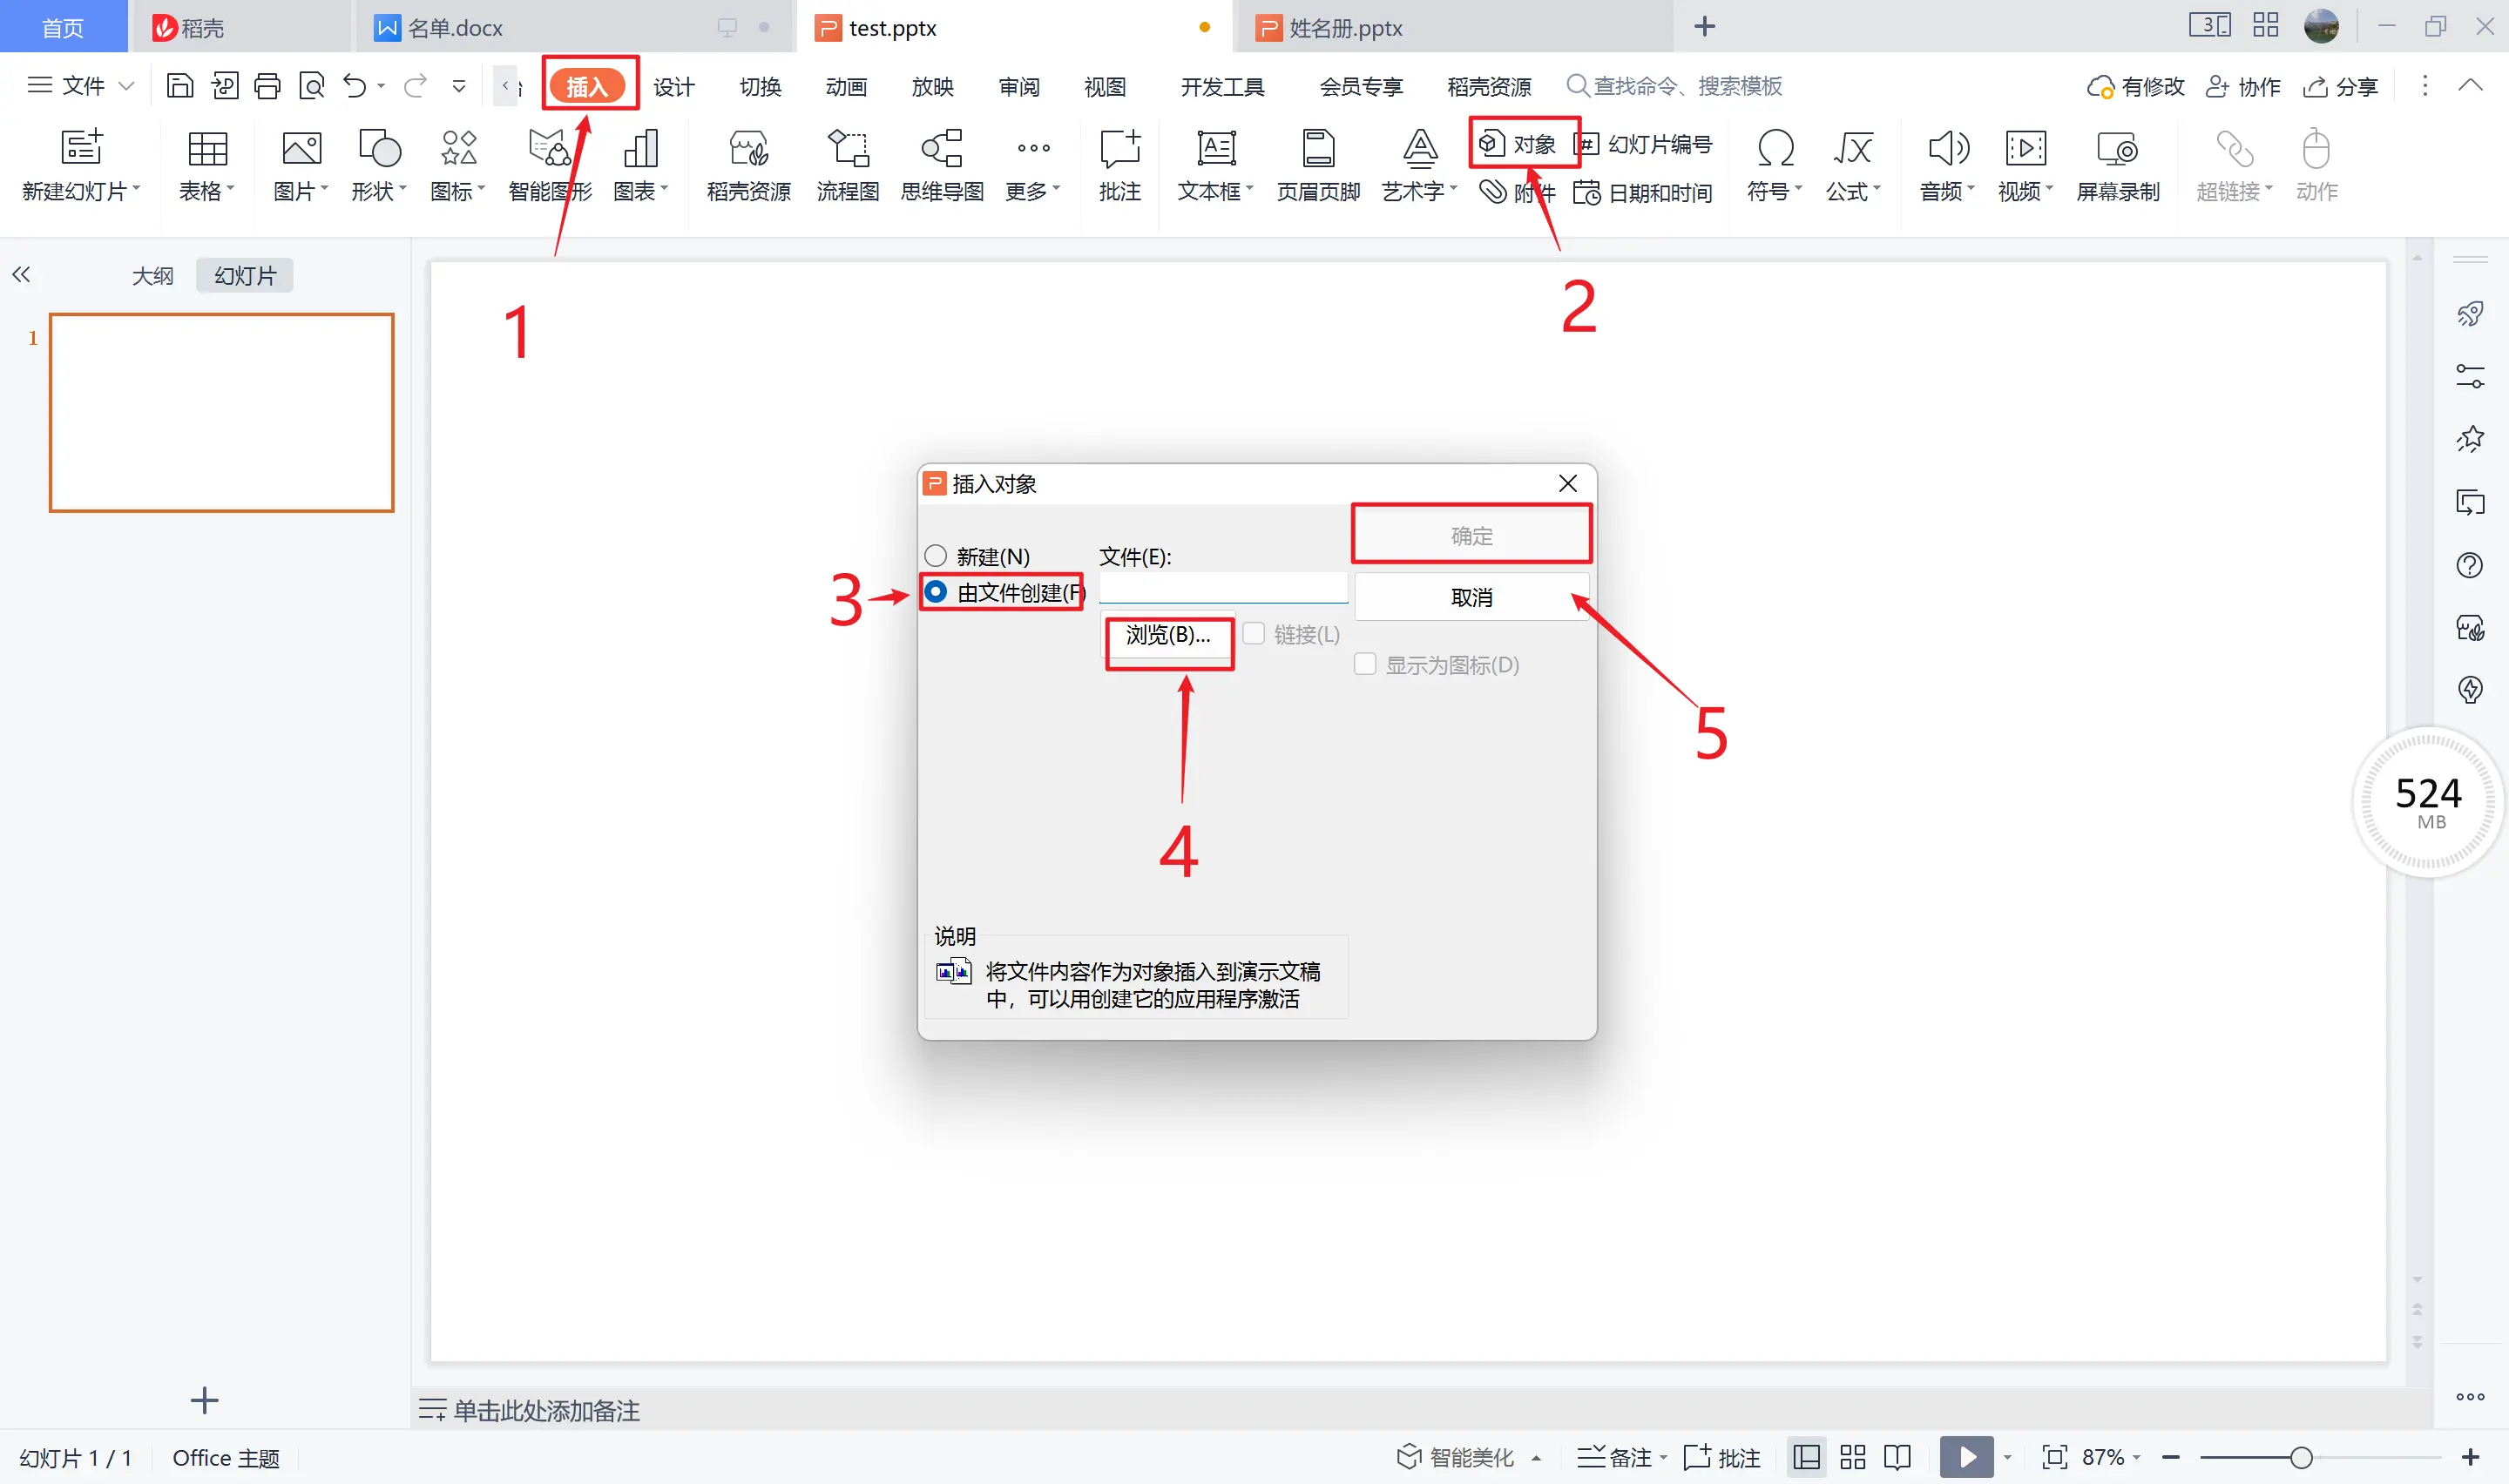 首页 稻壳 名单.docx test.pptx 姓名册.pptx
文件 插入 设计 切换 动画 放映 审阅 视图 开发工具 会员专享 稻壳资源 查找命令、搜索模板 有修改 协作 分享
对象 幻灯片编号
新建幻灯片 表格 图片 形状 图标 智能图形 图表 稻壳资源 流程图 思维导图 更多 批注 文本框 页眉页脚 艺术字 附件 日期和时间 符号 公式 音频 视频 屏幕录制 超链接 动作
大纲 幻灯片
1
1
2
插入对象
确定
新建(N) 文件(E):
3 由文件创建(F)
取消
浏览(B)... 链接(L)
显示为图标(D)
5
4
524
MB
说明
将文件内容作为对象插入到演示文稿
中，可以用创建它的应用程序激活
单击此处添加备注
幻灯片 1 / 1 Office 主题 智能美化 备注 批注 87%